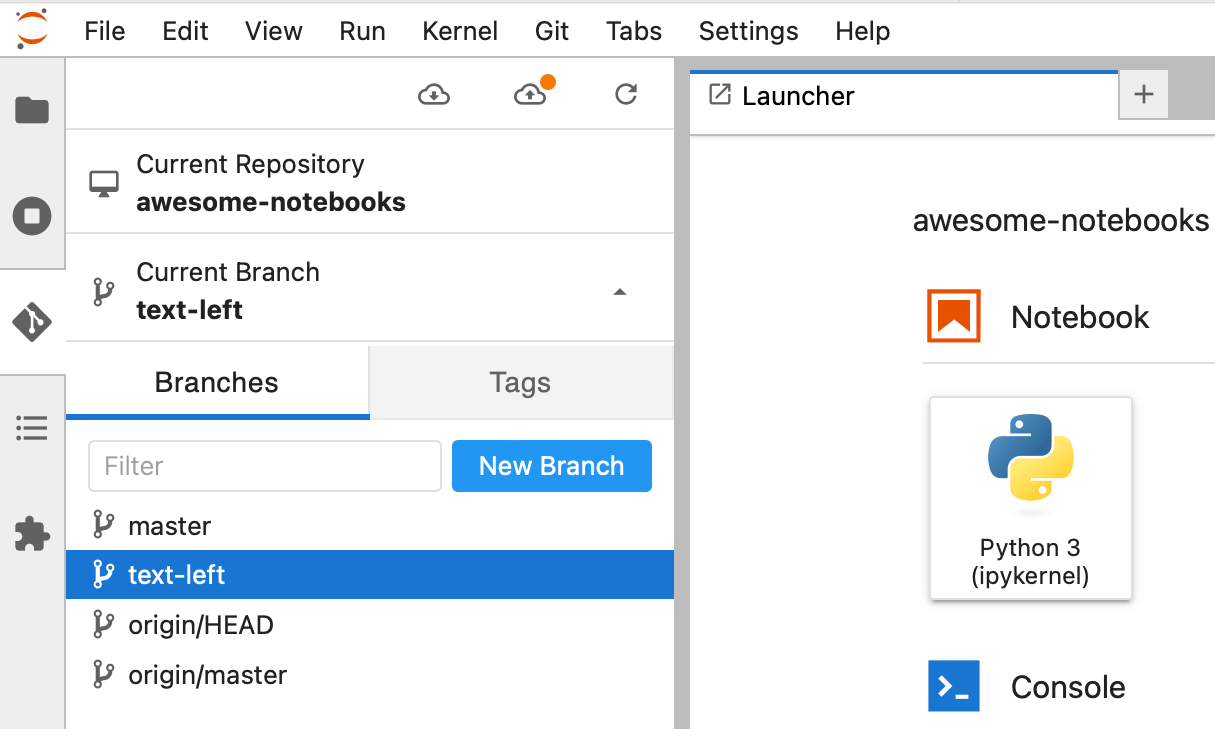 File Edit View Run Kernel Git Tabs Settings Help
Launcher
Current Repository
awesome-notebooks
Current Branch
text-left
Branches Tags
Filter New Branch
master
text-left
origin/HEAD
origin/master
awesome-notebooks
Notebook
Python 3
(ipykernel)
Console